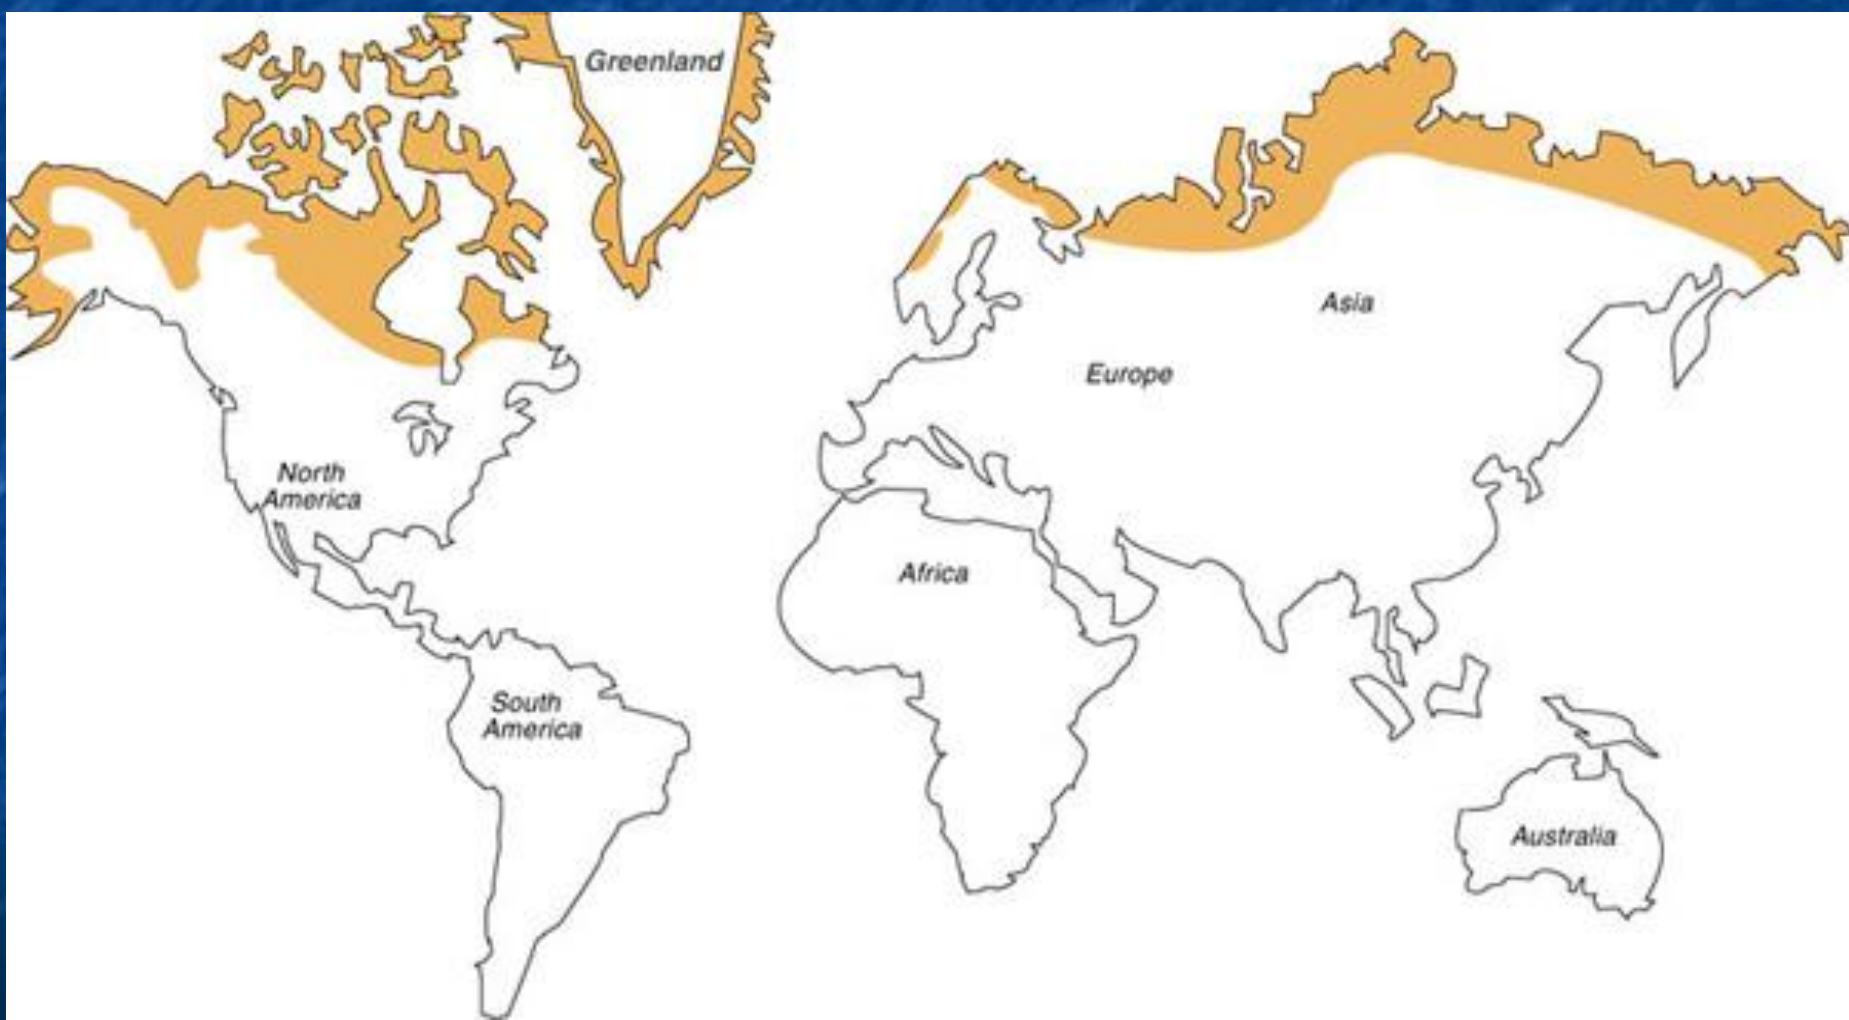 Greenland
Asia
Europe
North
America
Africa
South
America
Australia